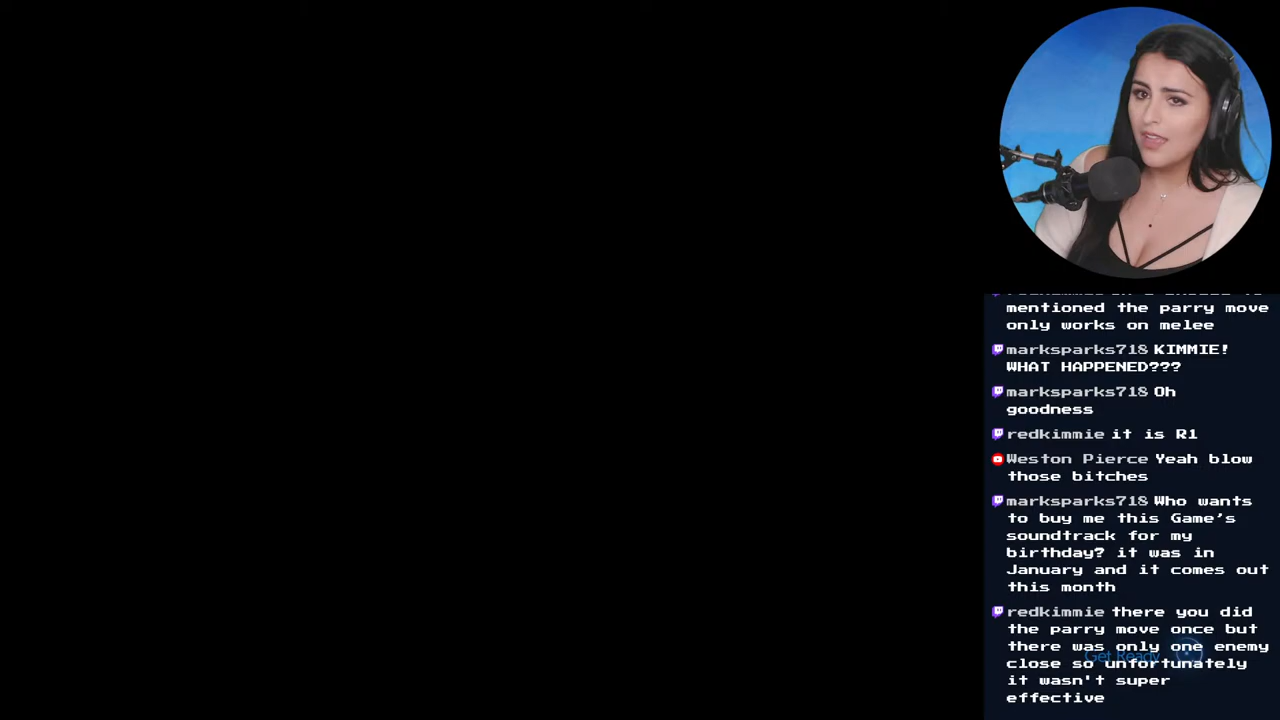 mentioned the parry move
only works on melee
marksparks718 KIMMIE!
WHAT HAPPENED???
marksparks718 Oh
goodness
redkimmie it is R1
Weston Pierce Yeah blow
those bitches
marksparks718 Who wants
to buy me this Game's
soundtrack for my
birthday? it was in
January and it comes out
this month
redkimmie there you did
the parry move once but
there was only one enemy
Get Ready
close so unfortunately
it wasn't super
effective